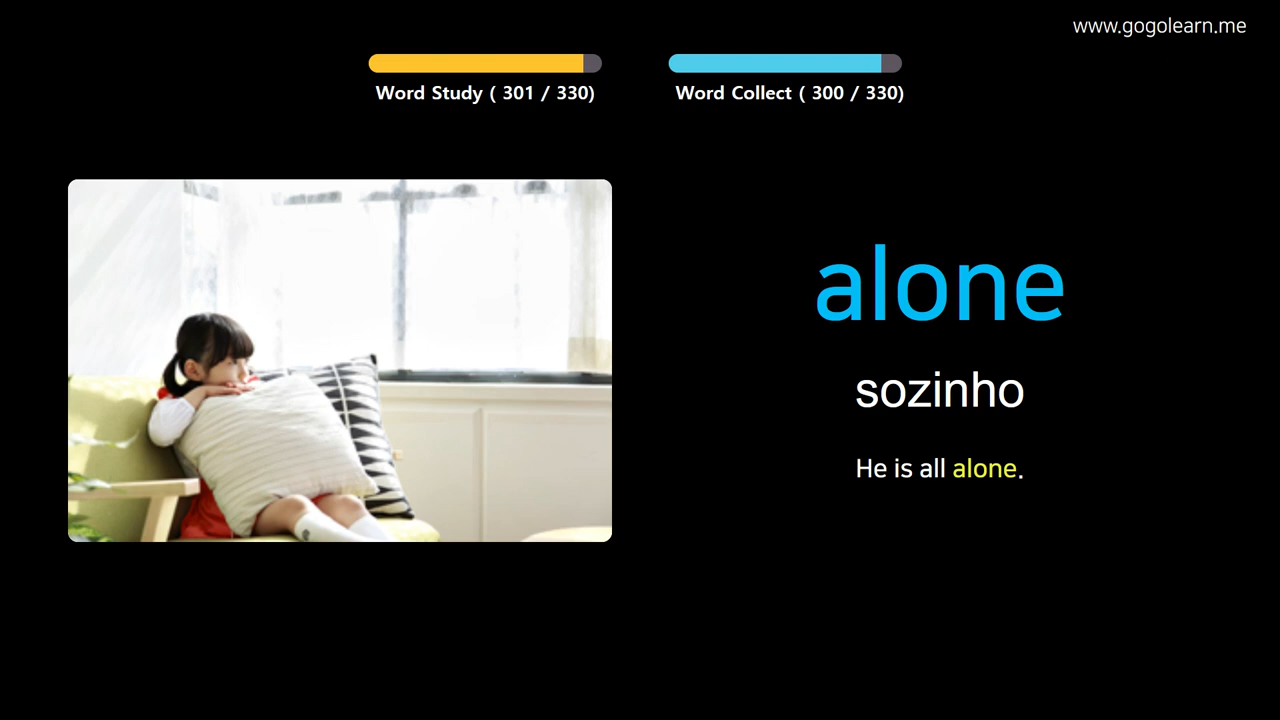 www.gogolearn.me
Word Study ( 301 / 330)
Word Collect ( 300 / 330)
alone
sozinho
He is all alone.